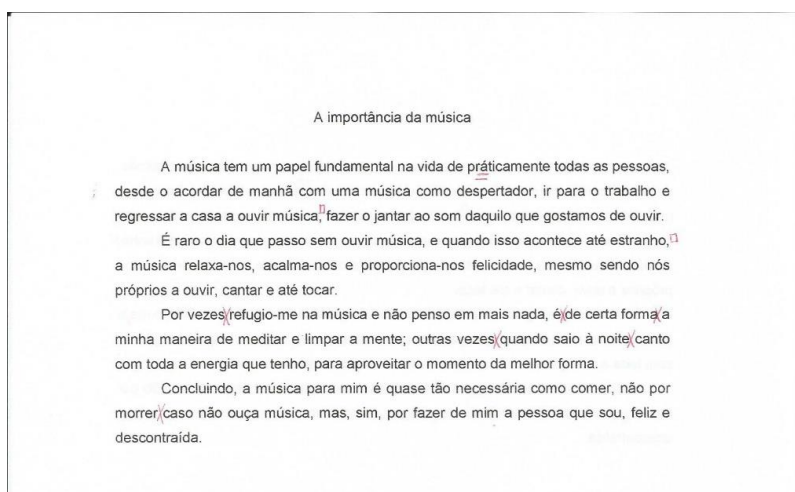 A importância da música
A música tem um papel fundamental na vida de práticamente todas as pessoas,
desde o acordar de manhã com uma música como despertador, ir para o trabalho e
regressar a casa a ouvir música, fazer o jantar ao som daquilo que gostamos de ouvir.
É raro o dia que passo sem ouvir música, e quando isso acontece até estranho,
a música relaxa-nos, acalma-nos e proporciona-nos felicidade, mesmo sendo nós
próprios a ouvir, cantar e até tocar.
Por vezes refugio-me na música e não penso em mais nada, é de certa forma a
minha maneira de meditar e limpar a mente; outras vezes quando saio à noite canto
com toda a energia que tenho, para aproveitar o momento da melhor forma.
Concluindo, a música para mim é quase tão necessária como comer, não por
morrer caso não ouça música, mas, sim, por fazer de mim a pessoa que sou, feliz e
descontraída.